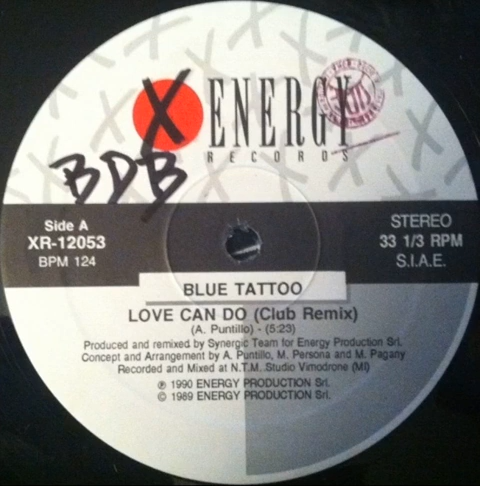 X ENERGY
RECORDS
BDB
Side A
XR-12053
BPM 124
STEREO
33 1/3 RPM
S.I.A.E.
BLUE TATTOO
LOVE CAN DO (Club Remix)
(A. Puntillo) - (5:23)
Produced and remixed by Synergic Team for Energy Production Srl.
Concept and Arrangement by A. Puntillo, M. Persona and M. Pagany
Recorded and Mixed at N.T.M. Studio Vimodrone (MI)
℗ 1990 ENERGY PRODUCTION Srl.
© 1989 ENERGY PRODUCTION Srl.